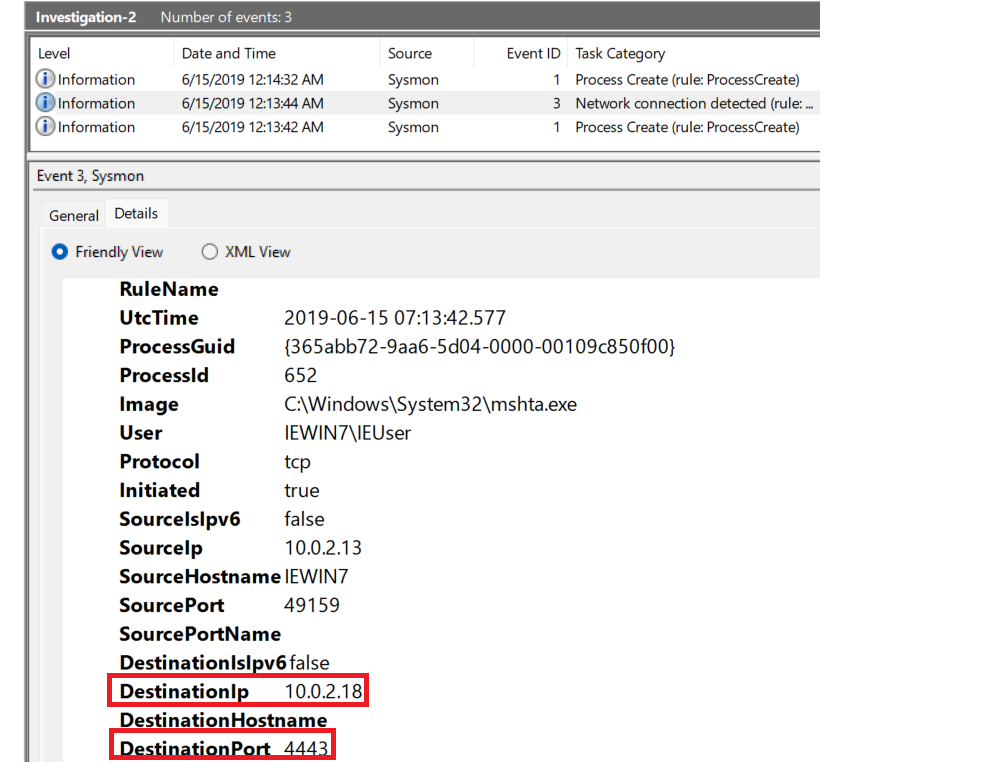 Investigation-2 Number of events: 3
Level Date and Time Source Event ID Task Category
Information 6/15/2019 12:14:32 AM Sysmon 1 Process Create (rule: ProcessCreate)
Information 6/15/2019 12:13:44 AM Sysmon 3 Network connection detected (rule: ...
Information 6/15/2019 12:13:42 AM Sysmon 1 Process Create (rule: ProcessCreate)
Event 3, Sysmon
General Details
Friendly View XML View
RuleName
UtcTime 2019-06-15 07:13:42.577
ProcessGuid {365abb72-9aa6-5d04-0000-00109c850f00}
ProcessId 652
Image C:\Windows\System32\mshta.exe
User IEWIN7\IEUser
Protocol tcp
Initiated true
SourceIsIpv6 false
SourceIp 10.0.2.13
SourceHostname IEWIN7
SourcePort 49159
SourcePortName
DestinationIsIpv6 false
DestinationIp 10.0.2.18
DestinationHostname
DestinationPort 4443